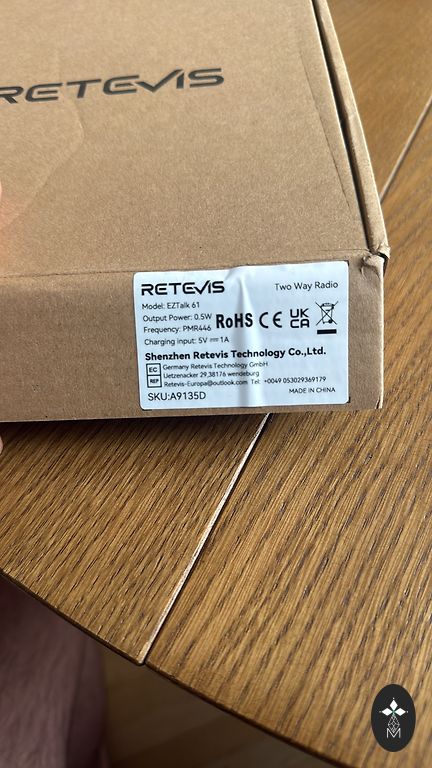 RETEVIS
RETEVIS Two Way Radio
Model: EZTalk 61
Output Power: 0.5W
Frequency: PMR446
RoHS CE UK CA
Charging input: 5V⎓1A
Shenzhen Retevis Technology Co.,Ltd.
EC REP
Germany Retevis Technology GmbH
Uetzenacker 29,38176 wendeburg
Retevis-Europa@outlook.com Tel: +0049 053029369179
SKU:A9135D MADE IN CHINA
M